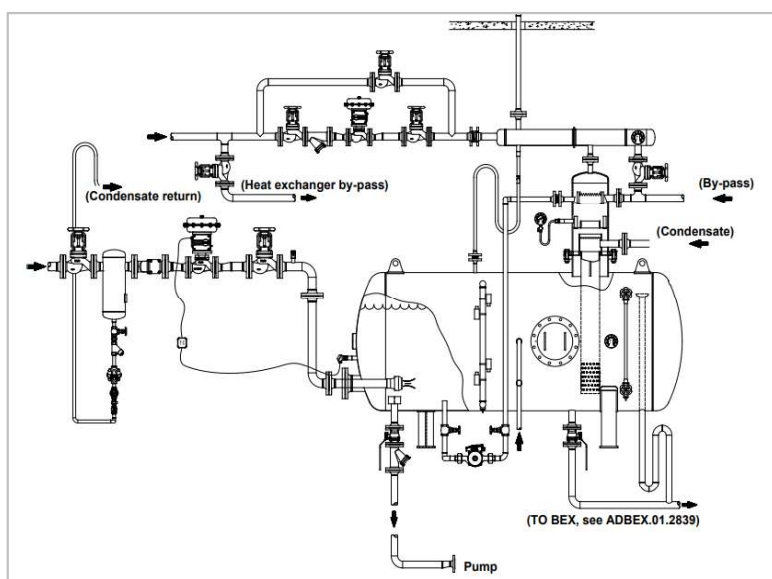 (Condensate return)
(Heat exchanger by-pass)
(By-pass)
(Condensate)
(TO BEX, see ADBEX.01.2839)
Pump